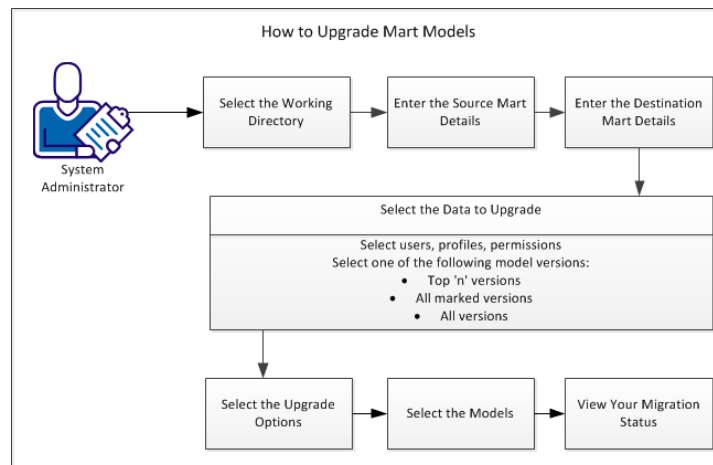 How to Upgrade Mart Models
System
Administrator
Select the Working
Directory
Enter the Source Mart
Details
Enter the Destination
Mart Details
Select the Data to Upgrade
Select users, profiles, permissions
Select one of the following model versions:
• Top 'n' versions
• All marked versions
• All versions
Select the Upgrade
Options
Select the Models
View Your Migration
Status